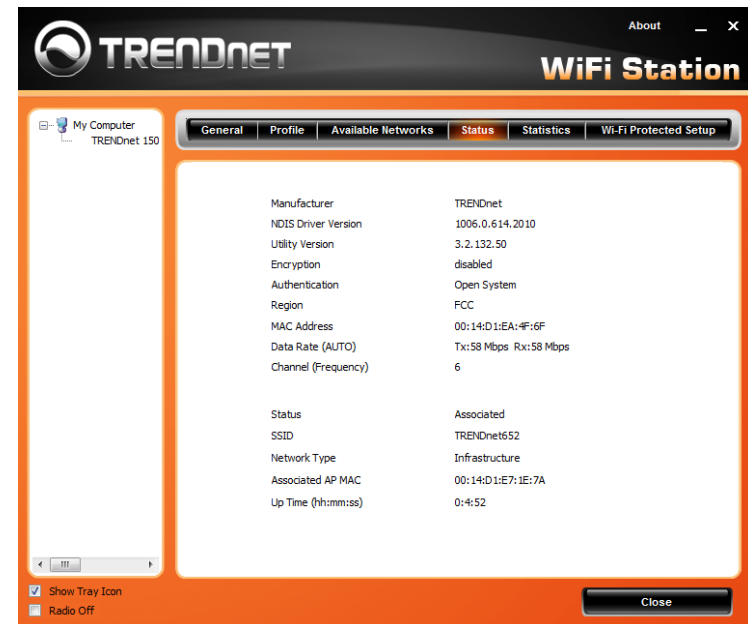 TRENDNET
About
WiFi Station
My Computer
TRENDnet 150
General Profile Available Networks Status Statistics Wi-Fi Protected Setup
Manufacturer TRENDnet
NDIS Driver Version 1006.0.614.2010
Utility Version 3.2.132.50
Encryption disabled
Authentication Open System
Region FCC
MAC Address 00:14:D1:EA:4F:6F
Data Rate (AUTO) Tx:58 Mbps Rx:58 Mbps
Channel (Frequency) 6
Status Associated
SSID TRENDnet652
Network Type Infrastructure
Associated AP MAC 00:14:D1:E7:1E:7A
Up Time (hh:mm:ss) 0:4:52
Show Tray Icon
Radio Off
Close